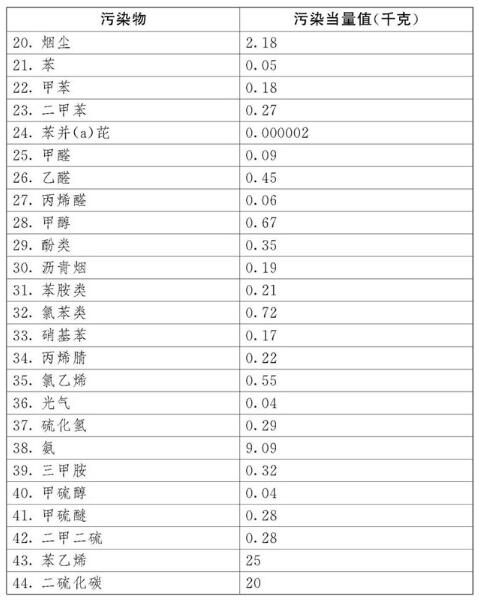 污染物 污染当量值(千克)
20. 烟尘 2.18
21. 苯 0.05
22. 甲苯 0.18
23. 二甲苯 0.27
24. 苯并(a)芘 0.000002
25. 甲醛 0.09
26. 乙醛 0.45
27. 丙烯醛 0.06
28. 甲醇 0.67
29. 酚类 0.35
30. 沥青烟 0.19
31. 苯胺类 0.21
32. 氯苯类 0.72
33. 硝基苯 0.17
34. 丙烯腈 0.22
35. 氯乙烯 0.55
36. 光气 0.04
37. 硫化氢 0.29
38. 氨 9.09
39. 三甲胺 0.32
40. 甲硫醇 0.04
41. 甲硫醚 0.28
42. 二甲二硫 0.28
43. 苯乙烯 25
44. 二硫化碳 20